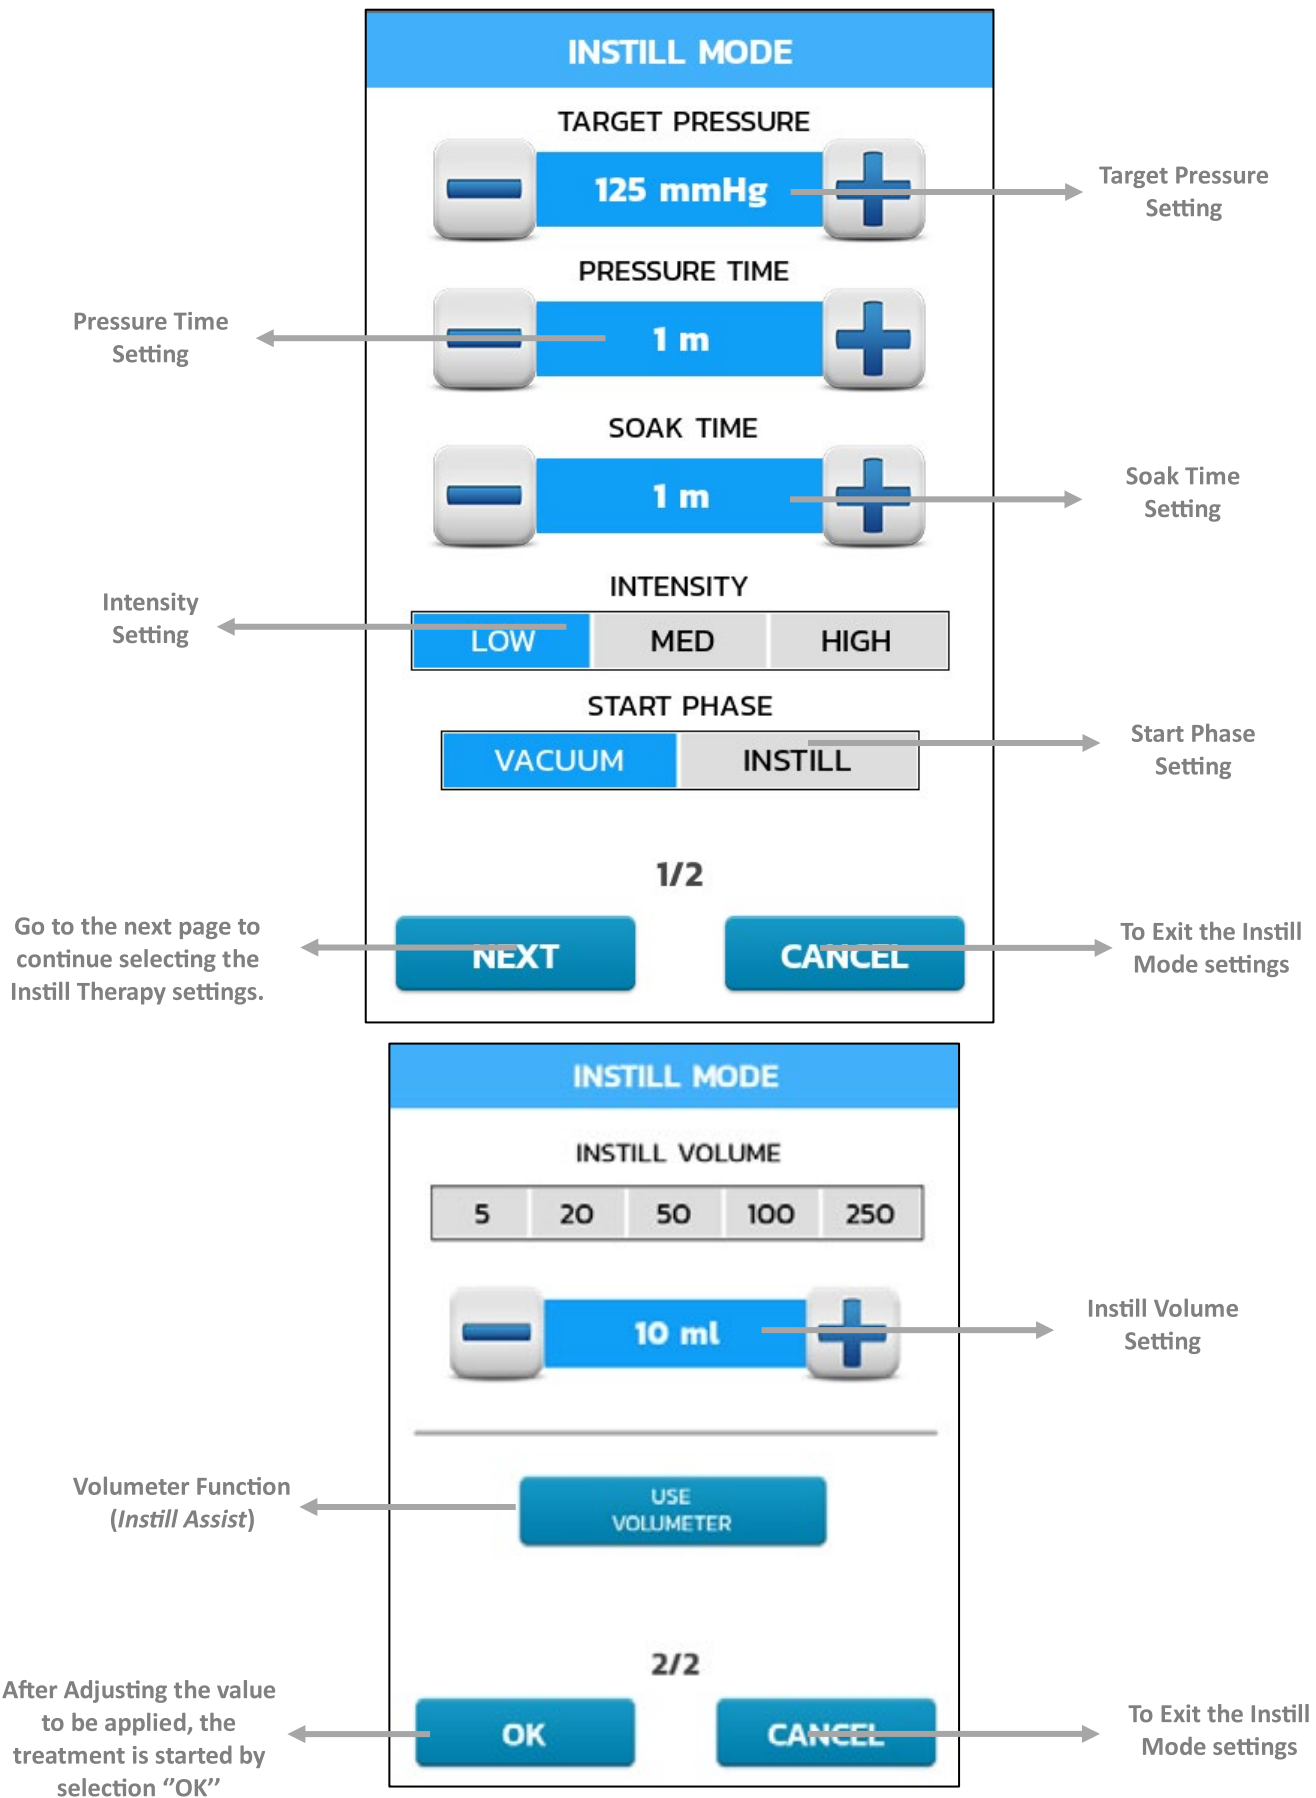 INSTILL MODE
TARGET PRESSURE
125 mmHg
Target Pressure
Setting
PRESSURE TIME
1 m
Pressure Time
Setting
SOAK TIME
1 m
Soak Time
Setting
INTENSITY
LOW MED HIGH
Intensity
Setting
START PHASE
VACUUM INSTILL
Start Phase
Setting
1/2
NEXT CANCEL
Go to the next page to
continue selecting the
Instill Therapy settings.
To Exit the Instill
Mode settings
INSTILL MODE
INSTILL VOLUME
5 20 50 100 250
10 ml
Instill Volume
Setting
USE
VOLUMETER
Volumeter Function
(Instill Assist)
2/2
OK CANCEL
After Adjusting the value
to be applied, the
treatment is started by
selection “OK’’
To Exit the Instill
Mode settings